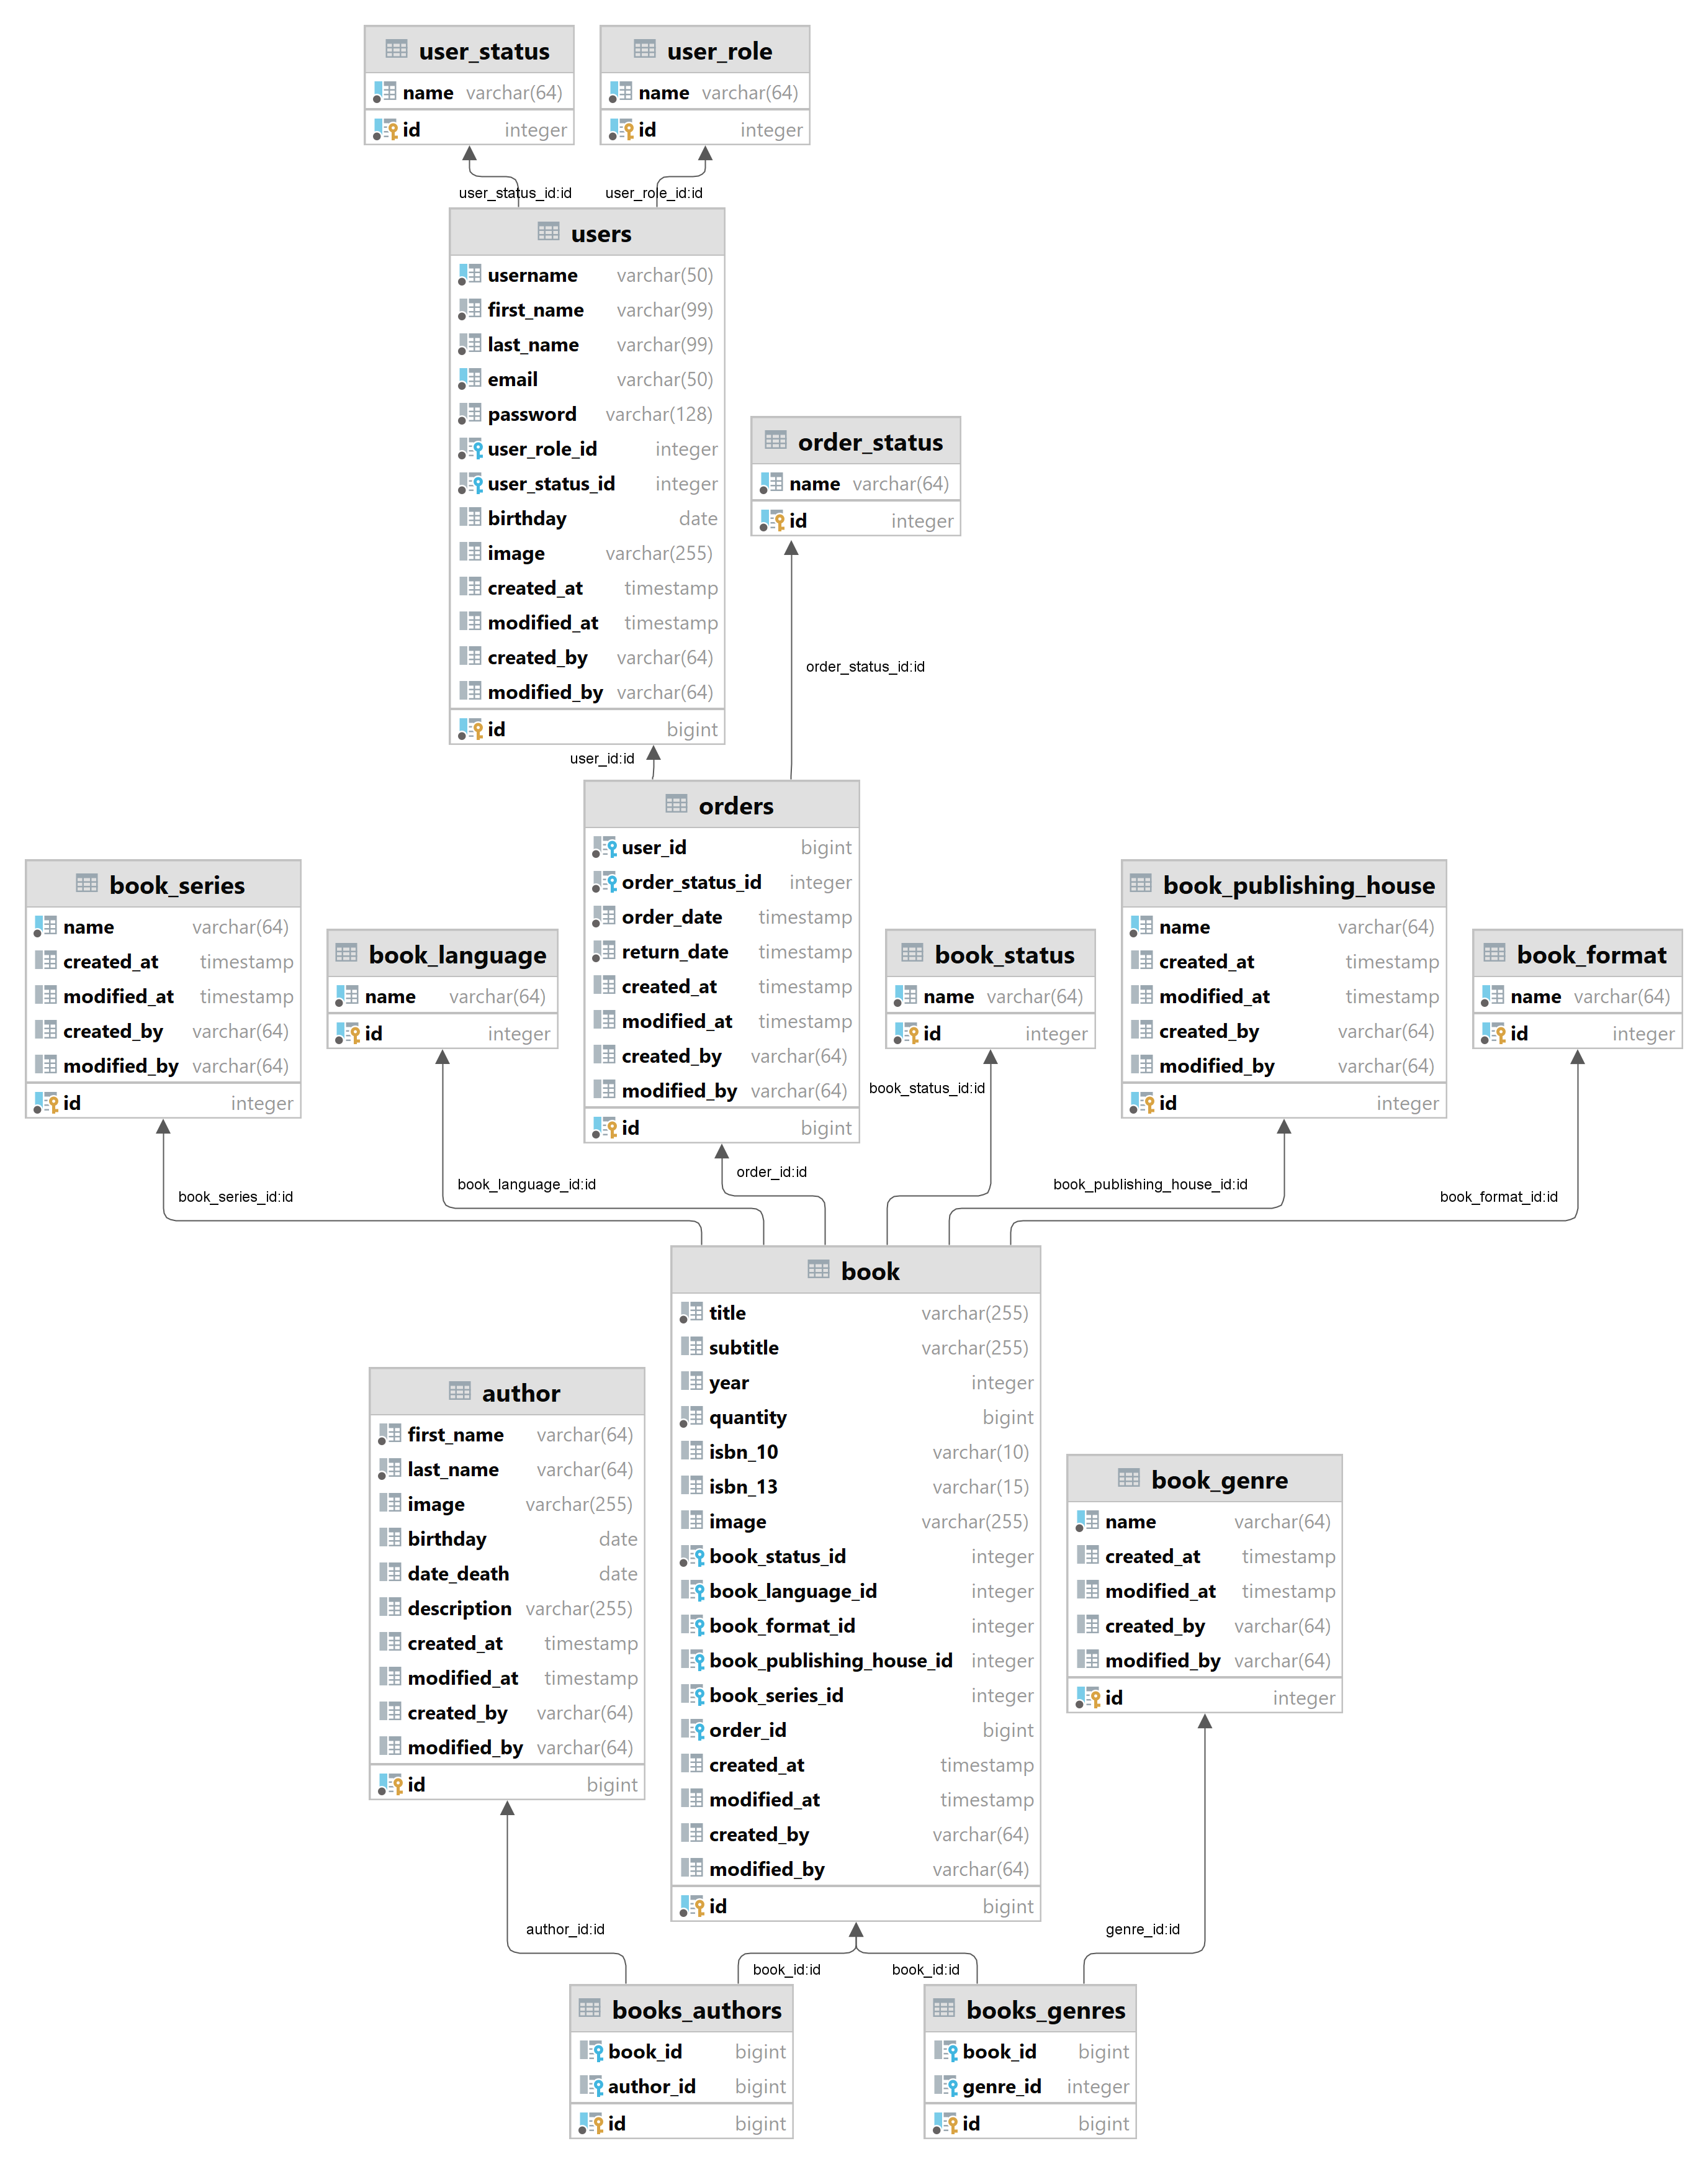 user_status
name varchar(64)
id integer
user_role
name varchar(64)
id integer
user_status_id:id
user_role_id:id
users
username varchar(50)
first_name varchar(99)
last_name varchar(99)
email varchar(50)
password varchar(128)
user_role_id integer
user_status_id integer
birthday date
image varchar(255)
created_at timestamp
modified_at timestamp
created_by varchar(64)
modified_by varchar(64)
id bigint
order_status
name varchar(64)
id integer
order_status_id:id
user_id:id
orders
user_id bigint
order_status_id integer
order_date timestamp
return_date timestamp
created_at timestamp
modified_at timestamp
created_by varchar(64)
modified_by varchar(64)
id bigint
book_series
name varchar(64)
created_at timestamp
modified_at timestamp
created_by varchar(64)
modified_by varchar(64)
id integer
book_language
name varchar(64)
id integer
book_status
name varchar(64)
id integer
book_publishing_house
name varchar(64)
created_at timestamp
modified_at timestamp
created_by varchar(64)
modified_by varchar(64)
id integer
book_format
name varchar(64)
id integer
book_series_id:id
book_language_id:id
order_id:id
book_status_id:id
book_publishing_house_id:id
book_format_id:id
book
title varchar(255)
subtitle varchar(255)
year integer
quantity bigint
isbn_10 varchar(10)
isbn_13 varchar(15)
image varchar(255)
book_status_id integer
book_language_id integer
book_format_id integer
book_publishing_house_id integer
book_series_id integer
order_id bigint
created_at timestamp
modified_at timestamp
created_by varchar(64)
modified_by varchar(64)
id bigint
author
first_name varchar(64)
last_name varchar(64)
image varchar(255)
birthday date
date_death date
description varchar(255)
created_at timestamp
modified_at timestamp
created_by varchar(64)
modified_by varchar(64)
id bigint
book_genre
name varchar(64)
created_at timestamp
modified_at timestamp
created_by varchar(64)
modified_by varchar(64)
id integer
author_id:id
book_id:id
book_id:id
genre_id:id
books_authors
book_id bigint
author_id bigint
id bigint
books_genres
book_id bigint
genre_id integer
id bigint